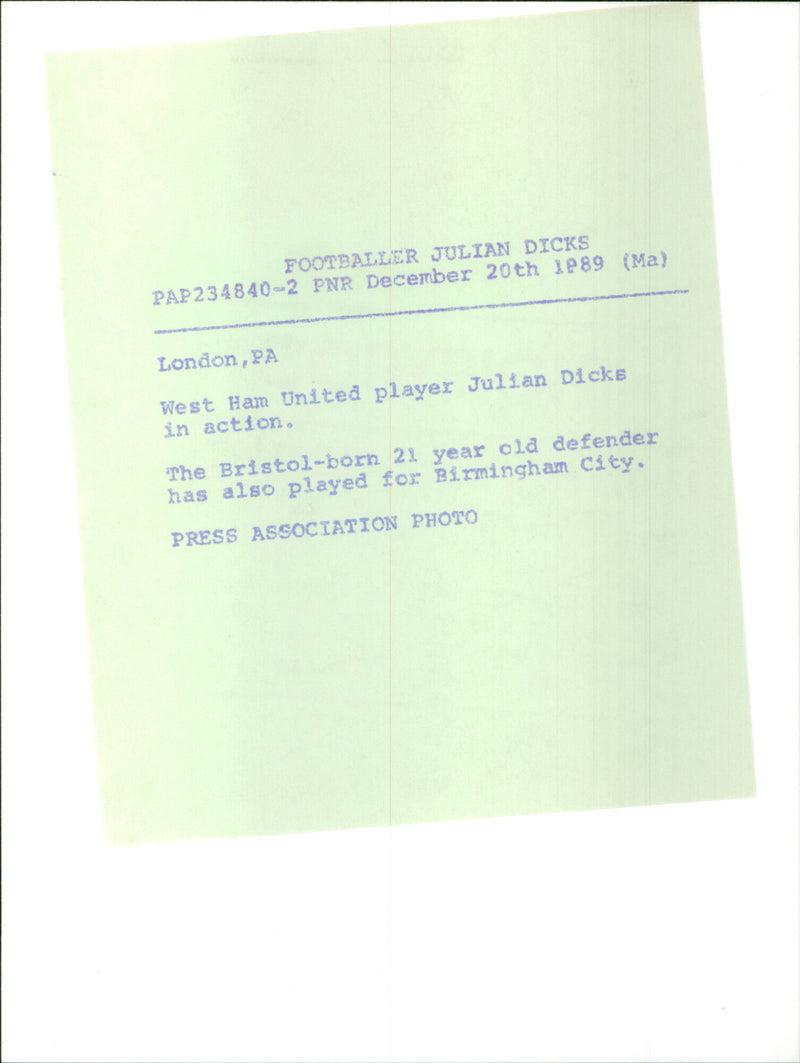 FOOTBALLER JULIAN DICKS
PAP234840-2 PNR December 20th 1989 (Ma)
London,PA
West Ham United player Julian Dicks
in action.
The Bristol-born 21 year old defender
has also played for Birmingham City.
PRESS ASSOCIATION PHOTO